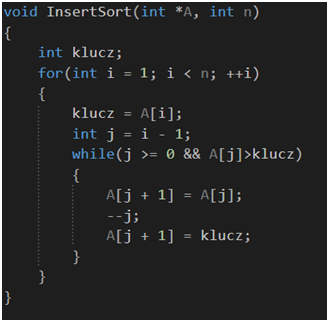 void InsertSort(int *A, int n)
{
    int klucz;
    for(int i = 1; i < n; ++i)
    {
        klucz = A[i];
        int j = i - 1;
        while(j >= 0 && A[j]>klucz)
        {
            A[j + 1] = A[j];
            --j;
            A[j + 1] = klucz;
        }
    }
}